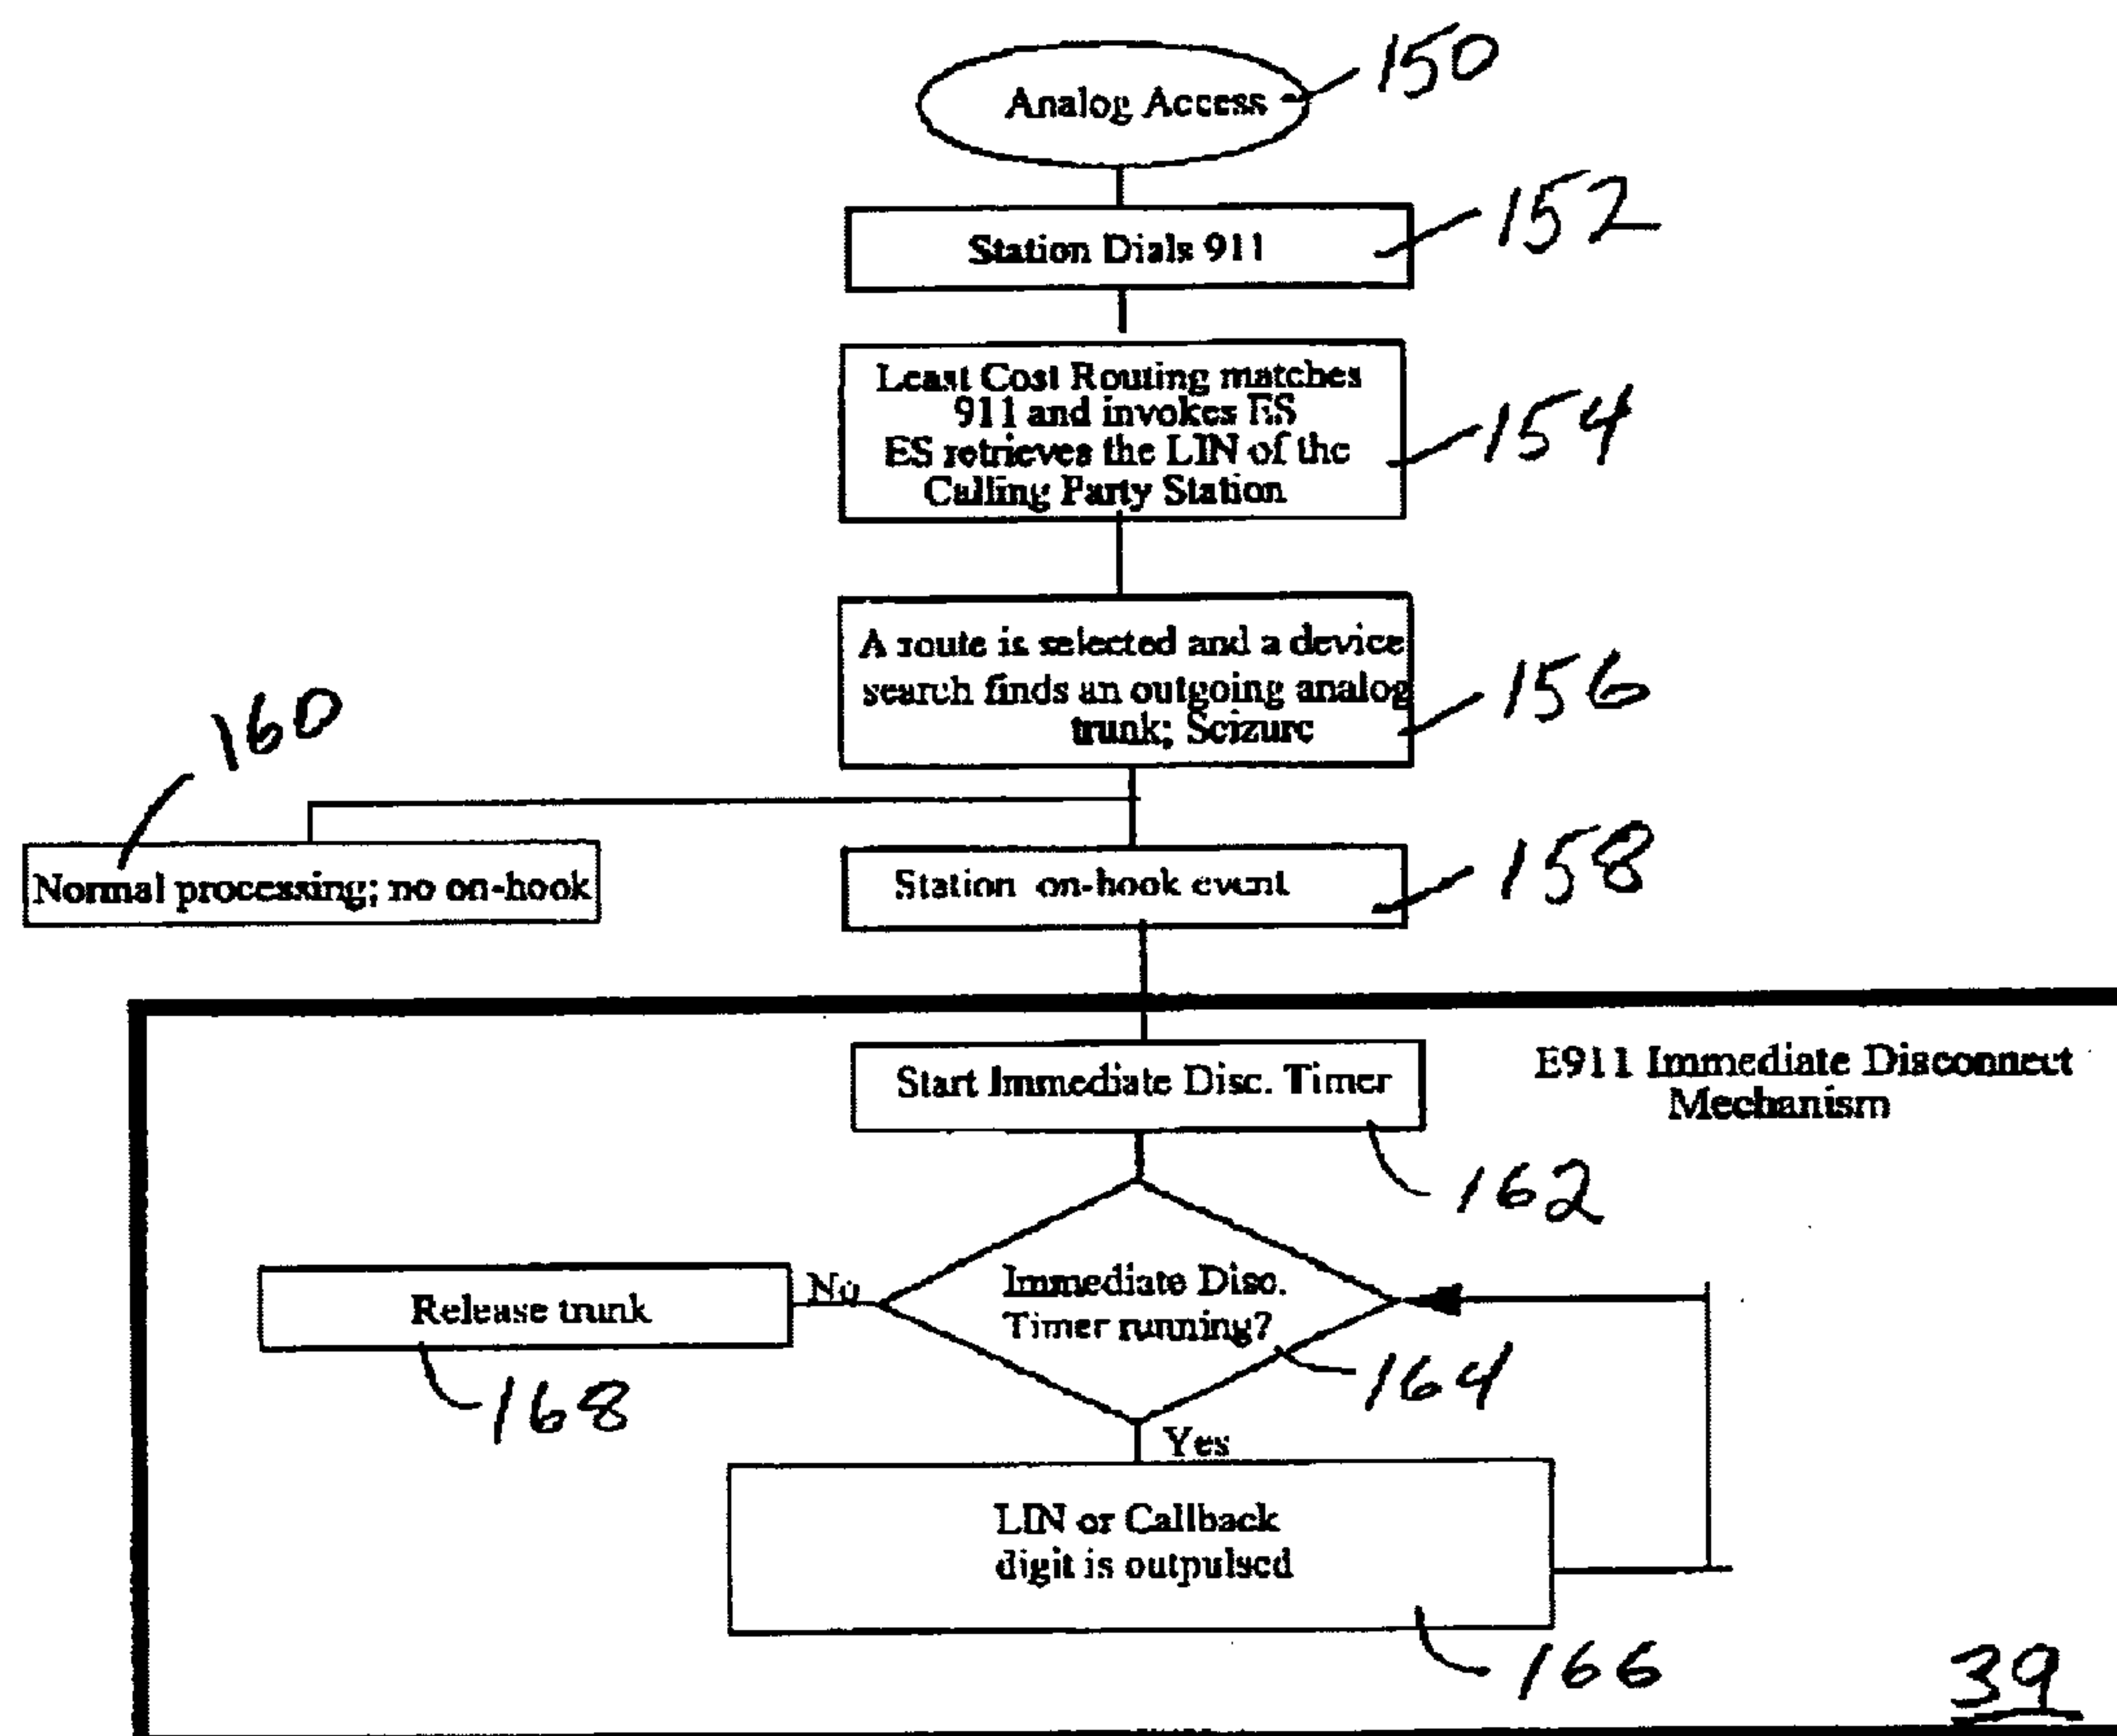 150
Analog Access
152
Station Dials 911
Least Cost Routing matches
911 and invokes ES
ES retrieves the LIN of the
Calling Party Station
154
A route is selected and a device
search finds an outgoing analog
trunk; Seizure
156
160
Normal processing; no on-hook
Station on-hook event
158
Start Immediate Disc. Timer
E911 Immediate Disconnect
Mechanism
162
Release trunk
No
Immediate Disc.
Timer running?
164
168
Yes
LIN or Callback
digit is outpulsed
166
39